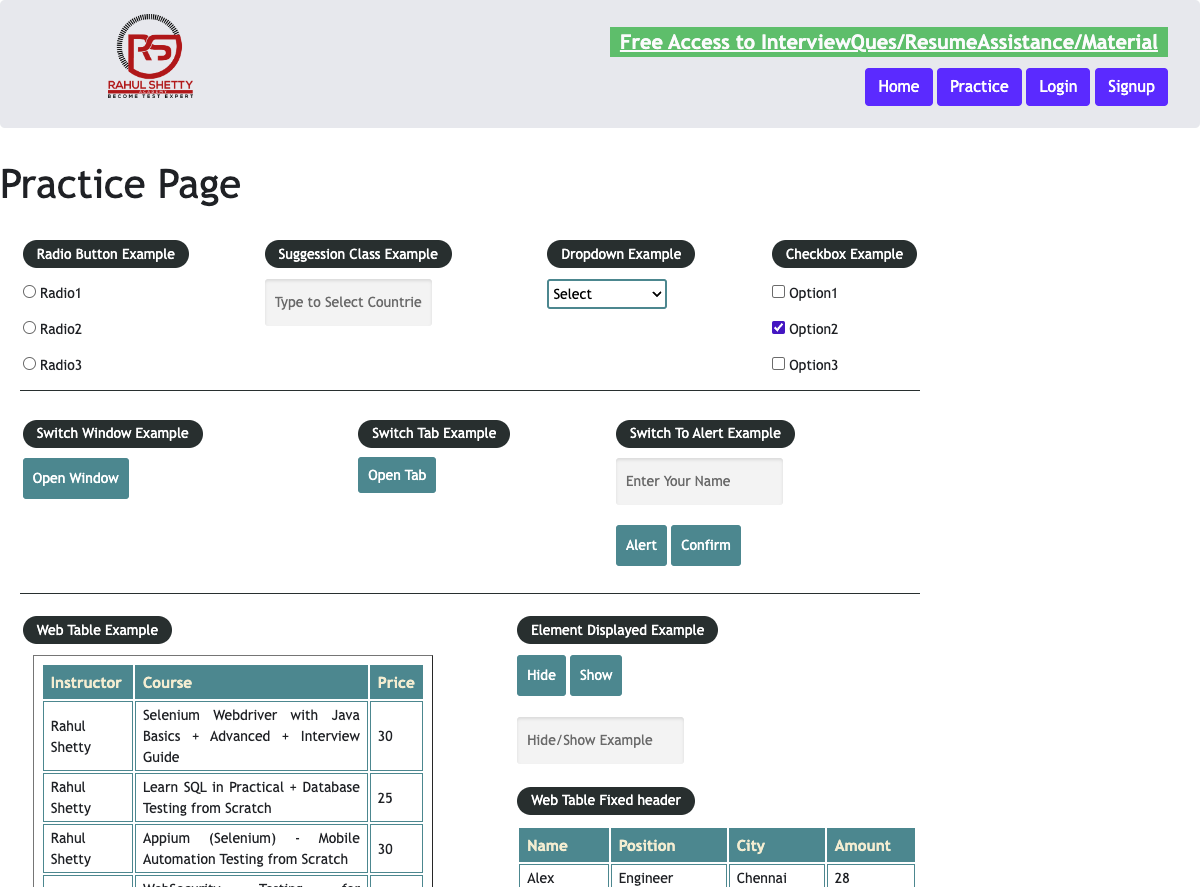 RS
RAHUL SHETTY
ACADEMY
BECOME TEST EXPERT
Free Access to InterviewQues/ResumeAssistance/Material
Home Practice Login Signup
Practice Page
Radio Button Example
Radio1
Radio2
Radio3
Suggession Class Example
Type to Select Countrie
Dropdown Example
Select
Checkbox Example
Option1
Option2
Option3
Switch Window Example
Open Window
Switch Tab Example
Open Tab
Switch To Alert Example
Enter Your Name
Alert Confirm
Web Table Example
Instructor Course Price
Rahul Shetty Selenium Webdriver with Java Basics + Advanced + Interview Guide 30
Rahul Shetty Learn SQL in Practical + Database Testing from Scratch 25
Rahul Shetty Appium (Selenium) - Mobile Automation Testing from Scratch 30
WebSecurity Testing for
Element Displayed Example
Hide Show
Hide/Show Example
Web Table Fixed header
Name Position City Amount
Alex Engineer Chennai 28